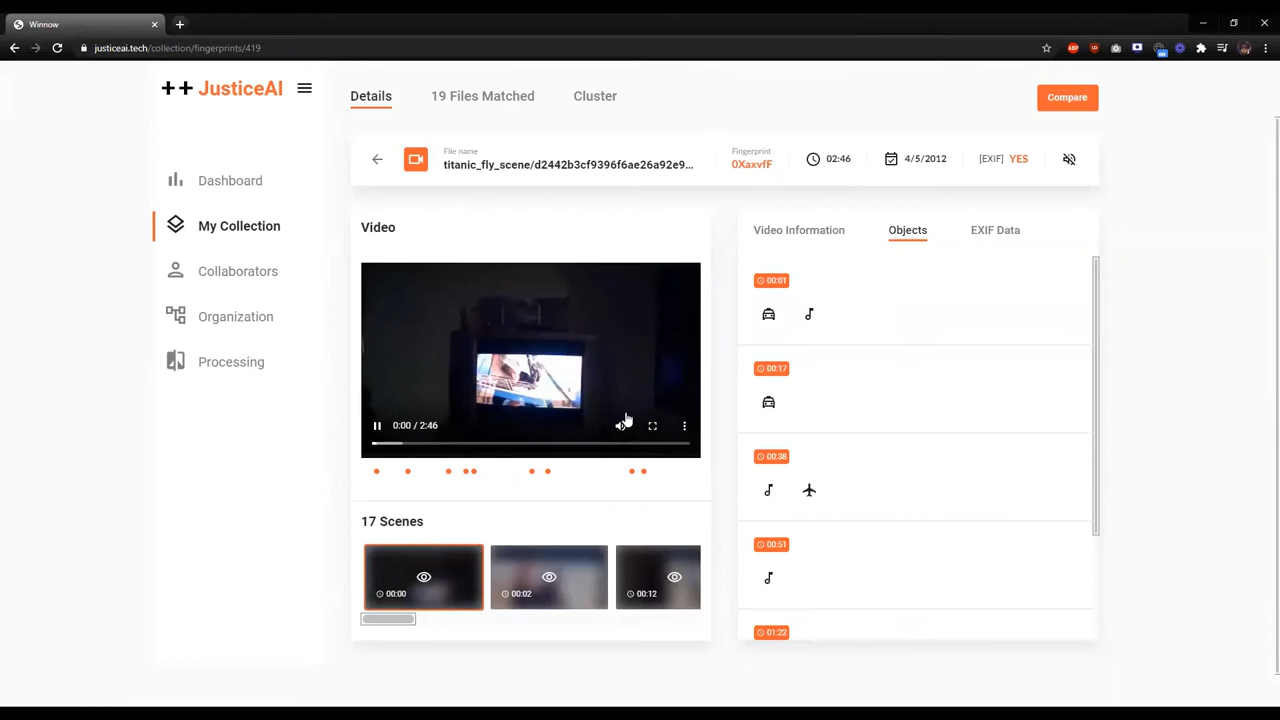 Winnow
justiceai.tech/collection/fingerprints/419
JusticeAI
Details
19 Files Matched
Cluster
Compare
File name
titanic_fly_scene/d2442b3cf9396f6ae26a92e9...
Fingerprint
0XaxvfF
02:46
4/5/2012
[EXIF] YES
Dashboard
My Collection
Collaborators
Organization
Processing
Video
0:00 / 2:46
17 Scenes
00:00
00:02
00:12
Video Information
Objects
EXIF Data
00:01
00:17
00:38
00:51
01:22